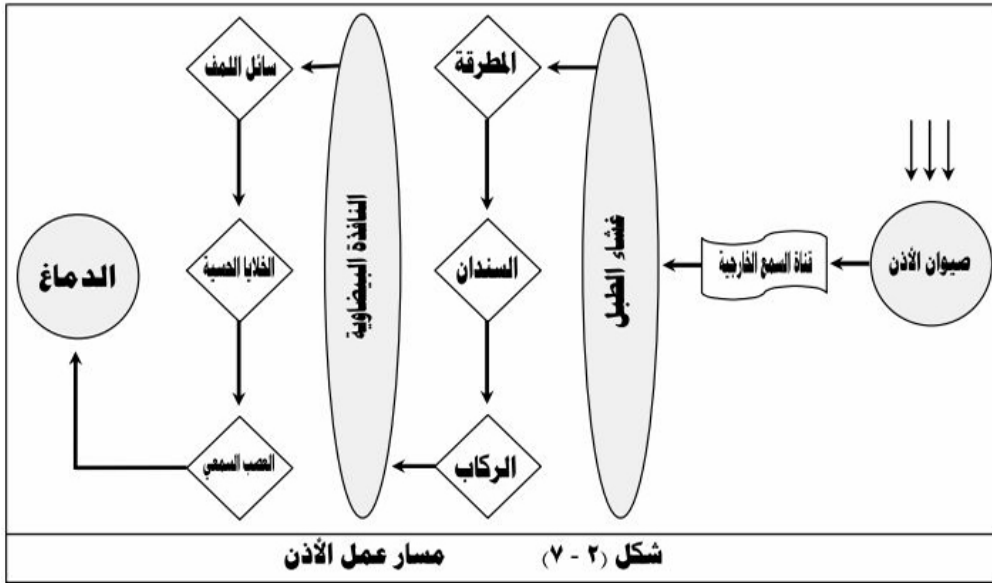 صيوان الأذن
قناة السمع الخارجية
غشاء الطبل
المطرقة
السندان
الركاب
النافذة البيضاوية
سائل اللمف
الخلايا الحسية
العصب السمعي
الدماغ
شكل (٢ - ٧) مسار عمل الأذن